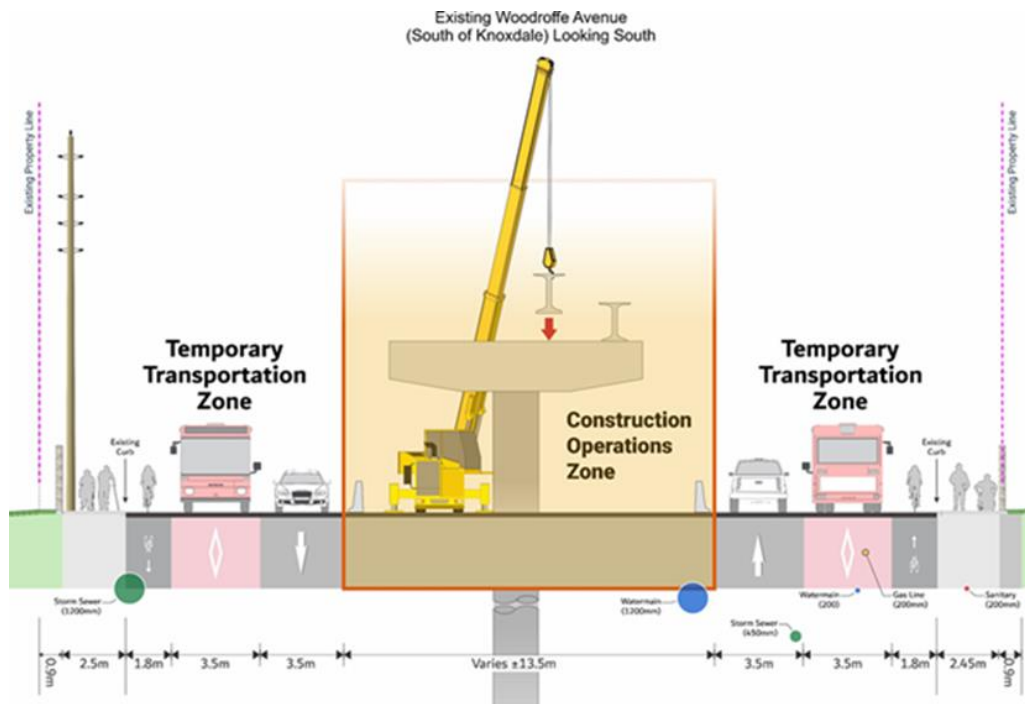 Existing Woodroffe Avenue
(South of Knoxdale) Looking South
Existing Property Line
Existing Property Line
Temporary
Transportation
Zone
Temporary
Transportation
Zone
Construction
Operations
Zone
Existing
Curb
Existing
Curb
Storm Sewer
(1200mm)
Watermain
(1200mm)
Watermain
(200)
Gas Line
(200mm)
Sanitary
(200mm)
Storm Sewer
(450mm)
0.9m
2.5m
1.8m
3.5m
3.5m
Varies ±13.5m
3.5m
3.5m
1.8m
2.45m
0.9m